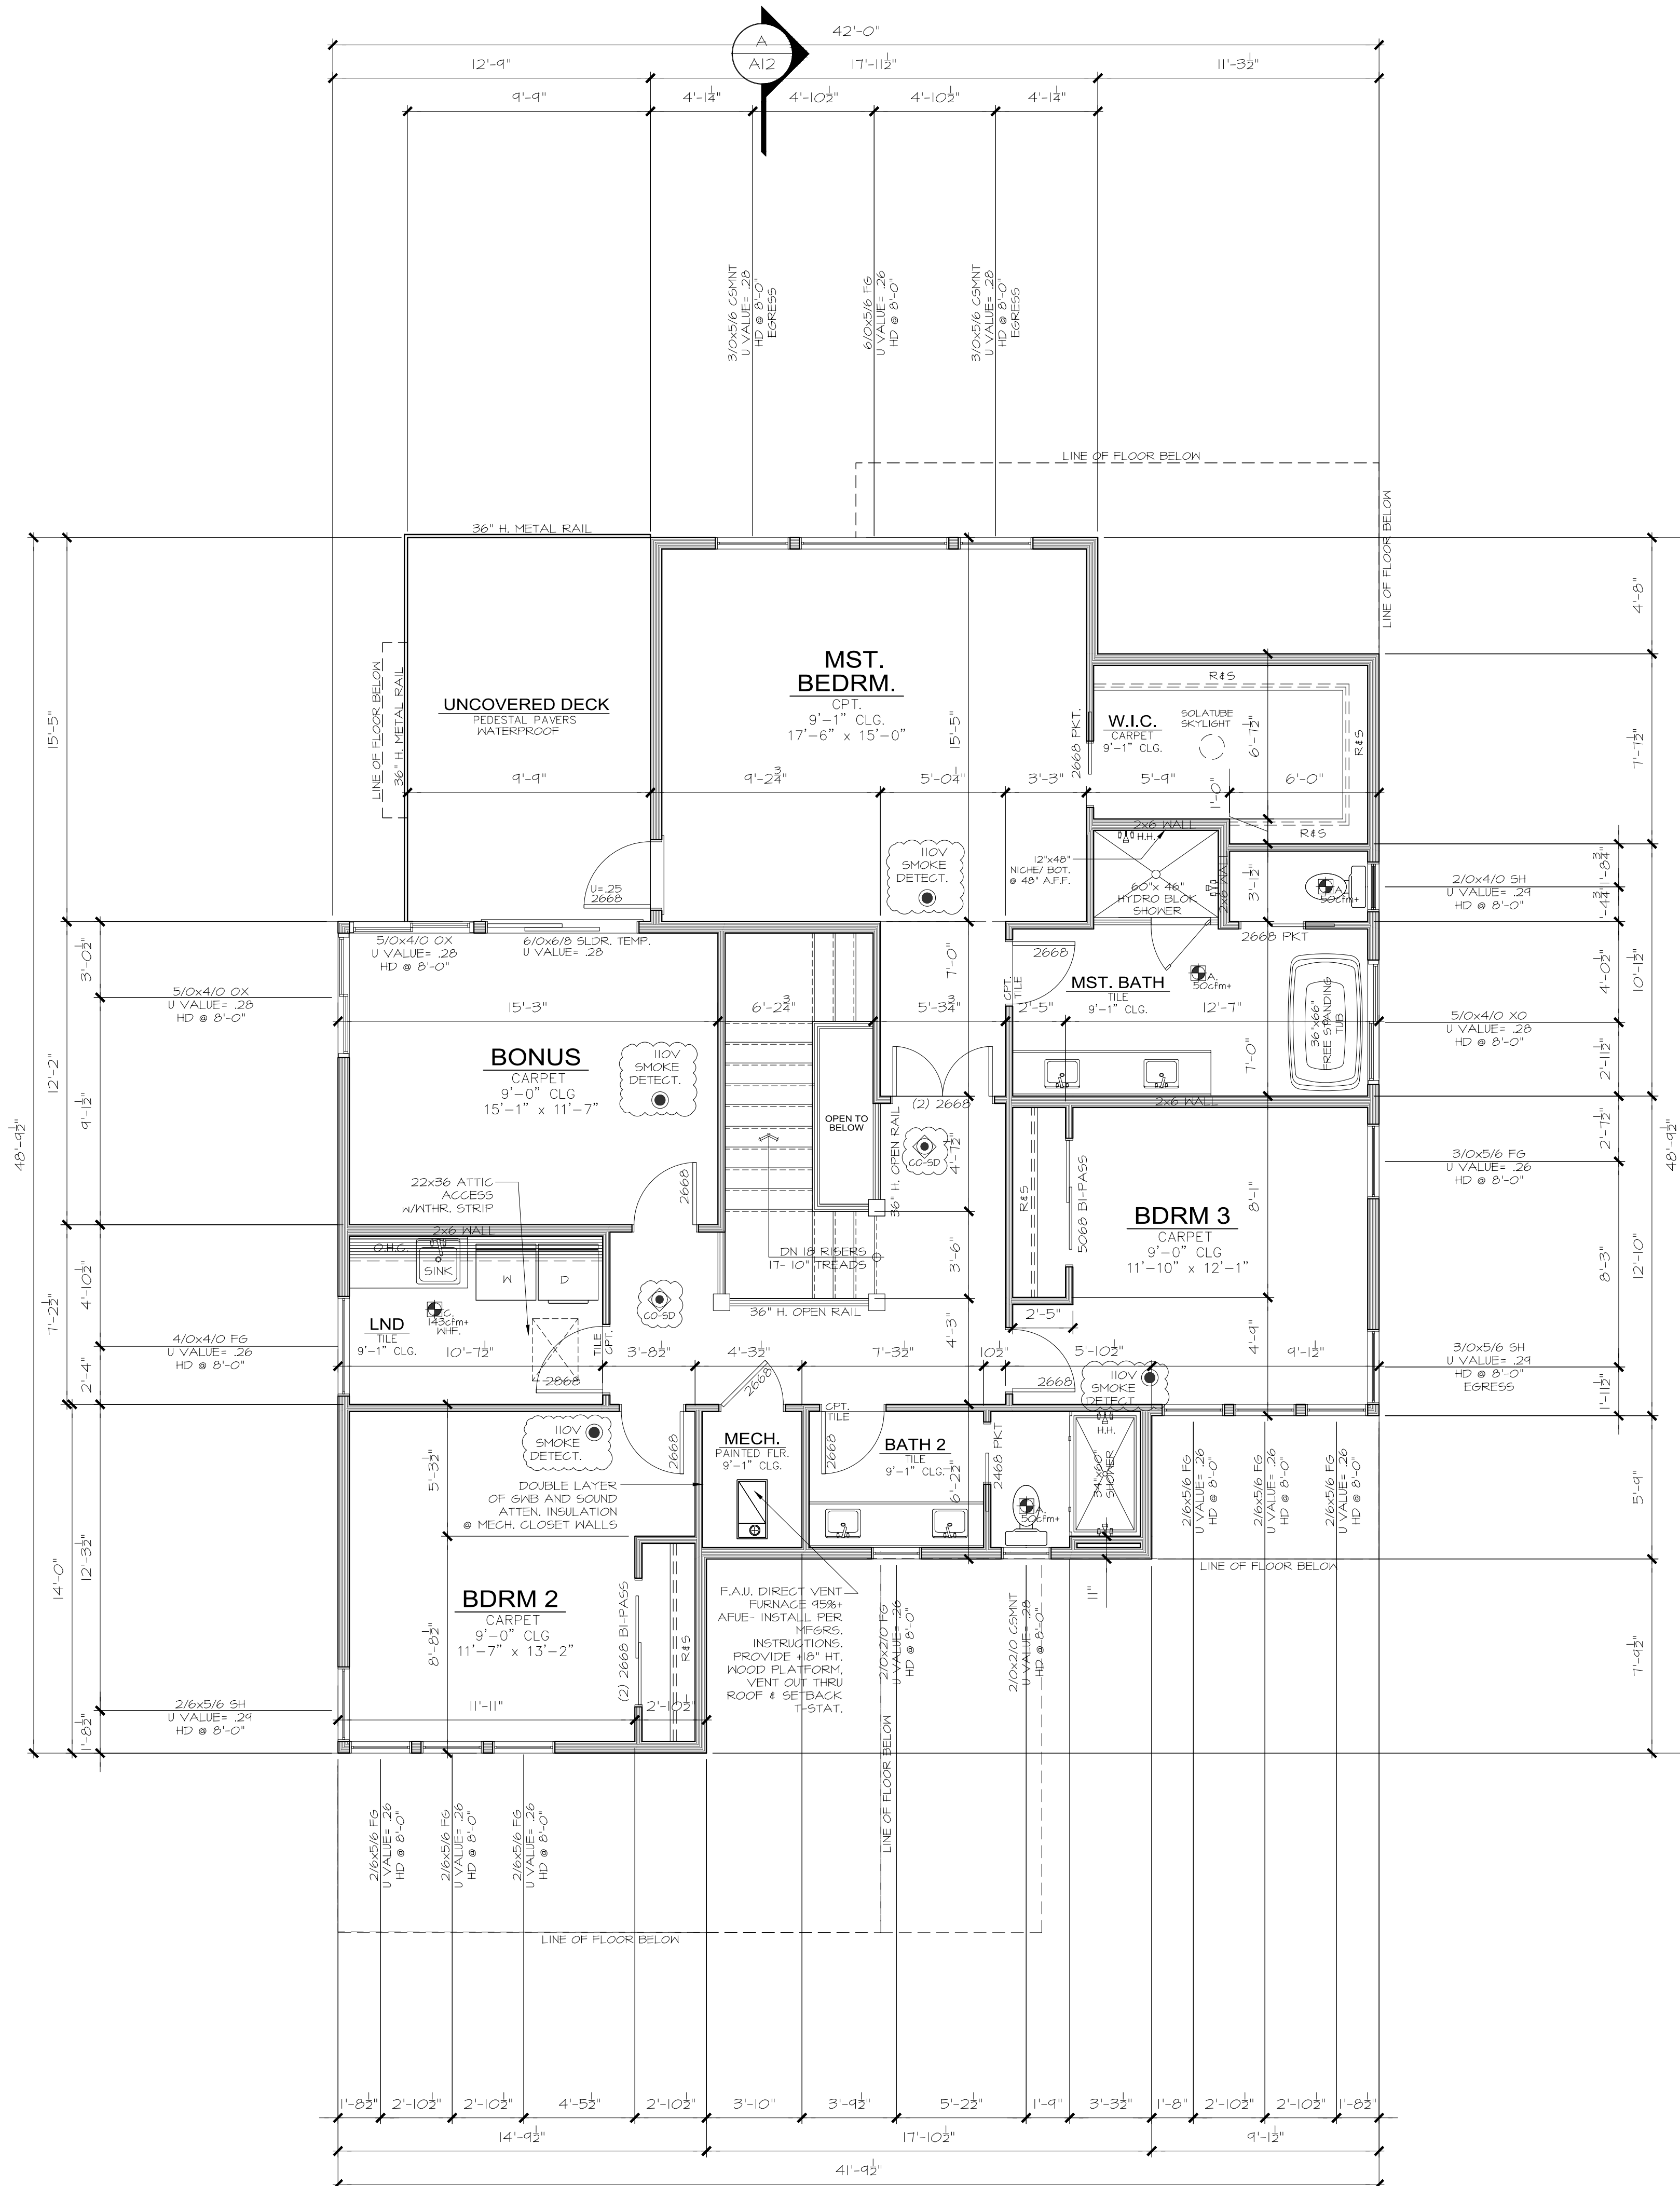 42'-0"
A
A12
12'-9"
17'-11½"
11'-3½"
9'-9"
4'-1¼"
4'-10½"
4'-10½"
4'-1¼"
3/0x5/6 CSMNT
U VALUE= .28
HD @ 8'-0"
EGRESS
6/0x5/6 FG
U VALUE= .26
HD @ 8'-0"
3/0x5/6 CSMNT
U VALUE= .28
HD @ 8'-0"
EGRESS
LINE OF FLOOR BELOW
LINE OF FLOOR BELOW
36" H. METAL RAIL
LINE OF FLOOR BELOW
36" H. METAL RAIL
UNCOVERED DECK
PEDESTAL PAVERS
WATERPROOF
9'-9"
U=.25
2668
MST.
BEDRM.
CPT.
9'-1" CLG.
17'-6" x 15'-0"
15'-5"
9'-2¾"
5'-0¼"
3'-3"
2668 PKT.
110V
SMOKE
DETECT.
R&S
W.I.C.
CARPET
9'-1" CLG.
SOLATUBE
SKYLIGHT
6'-7½"
R&S
5'-9"
1'-0"
6'-0"
R&S
2x6 WALL
H.H.
12"x48"
NICHE/ BOT.
@ 48" A.F.F.
60"x 46"
HYDRO BLOK
SHOWER
2x6 WALL
3'-1½"
A.
50cfm+
2668 PKT
15'-5"
12'-2"
7'-2½"
14'-0"
48'-9½"
3'-0½"
9'-1½"
4'-10½"
2'-4"
12'-3½"
1'-8½"
4'-8"
7'-7½"
10'-1½"
12'-10"
5'-9"
7'-9½"
48'-9½"
1'-8¾"
1'-4¾"
4'-0½"
2'-11½"
2'-7½"
8'-3"
1'-11½"
2/0x4/0 SH
U VALUE= .29
HD @ 8'-0"
5/0x4/0 XO
U VALUE= .28
HD @ 8'-0"
3/0x5/6 FG
U VALUE= .26
HD @ 8'-0"
3/0x5/6 SH
U VALUE= .29
HD @ 8'-0"
EGRESS
5/0x4/0 OX
U VALUE= .28
HD @ 8'-0"
4/0x4/0 FG
U VALUE= .26
HD @ 8'-0"
2/6x5/6 SH
U VALUE= .29
HD @ 8'-0"
5/0x4/0 OX
U VALUE= .28
HD @ 8'-0"
6/0x6/8 SLDR. TEMP.
U VALUE= .28
15'-3"
6'-2¾"
5'-3¾"
7'-0"
BONUS
CARPET
9'-0" CLG
15'-1" x 11'-7"
110V
SMOKE
DETECT.
2668
22x36 ATTIC
ACCESS
W/WTHR. STRIP
OPEN TO
BELOW
36" H. OPEN RAIL
(2) 2668
CO-SD
4'-7½"
DN 18 RISERS
17- 10" TREADS
36" H. OPEN RAIL
3'-6"
4'-3"
2668
CPT.
TILE
MST. BATH
TILE
9'-1" CLG.
A.
50cfm+
2'-5"
12'-7"
36"x66"
FREE STANDING
TUB
7'-0"
2x6 WALL
R&S
5068 BI-PASS
8'-1"
BDRM 3
CARPET
9'-0" CLG
11'-10" x 12'-1"
2'-5"
4'-9"
2668
5'-10½"
9'-1½"
110V
SMOKE
DETECT.
2x6 WALL
O.H.C.
SINK
W
D
LND
TILE
9'-1" CLG.
C.
143cfm+
WHF.
10'-7½"
TILE
CPT.
2868
CO-SD
3'-8½"
4'-3½"
7'-3½"
10½"
2668
2668
110V
SMOKE
DETECT.
DOUBLE LAYER
OF GWB AND SOUND
ATTEN. INSULATION
@ MECH. CLOSET WALLS
MECH.
PAINTED FLR.
9'-1" CLG.
CPT.
TILE
2668
BATH 2
TILE
9'-1" CLG.
6'-2½"
2468 PKT
A.
50cfm+
H.H.
34"x60"
SHOWER
11"
LINE OF FLOOR BELOW
2/6x5/6 FG
U VALUE= .26
HD @ 8'-0"
2/6x5/6 FG
U VALUE= .26
HD @ 8'-0"
2/6x5/6 FG
U VALUE= .26
HD @ 8'-0"
5'-3½"
8'-8½"
BDRM 2
CARPET
9'-0" CLG
11'-7" x 13'-2"
(2) 2668 BI-PASS
R&S
11'-11"
2'-10½"
F.A.U. DIRECT VENT
FURNACE 95%+
AFUE- INSTALL PER
MFGRS.
INSTRUCTIONS.
PROVIDE +18" HT.
WOOD PLATFORM,
VENT OUT THRU
ROOF & SETBACK
T-STAT.
2/0x2/0 FG
U VALUE= .26
HD @ 8'-0"
2/0x2/0 CSMNT
U VALUE= .28
HD @ 8'-0"
LINE OF FLOOR BELOW
2/6x5/6 FG
U VALUE= .26
HD @ 8'-0"
2/6x5/6 FG
U VALUE= .26
HD @ 8'-0"
2/6x5/6 FG
U VALUE= .26
HD @ 8'-0"
LINE OF FLOOR BELOW
1'-8½"
2'-10½"
2'-10½"
4'-5½"
2'-10½"
3'-10"
3'-9½"
5'-2½"
1'-9"
3'-3½"
1'-8"
2'-10½"
2'-10½"
1'-8½"
14'-9½"
17'-10½"
9'-1½"
41'-9½"